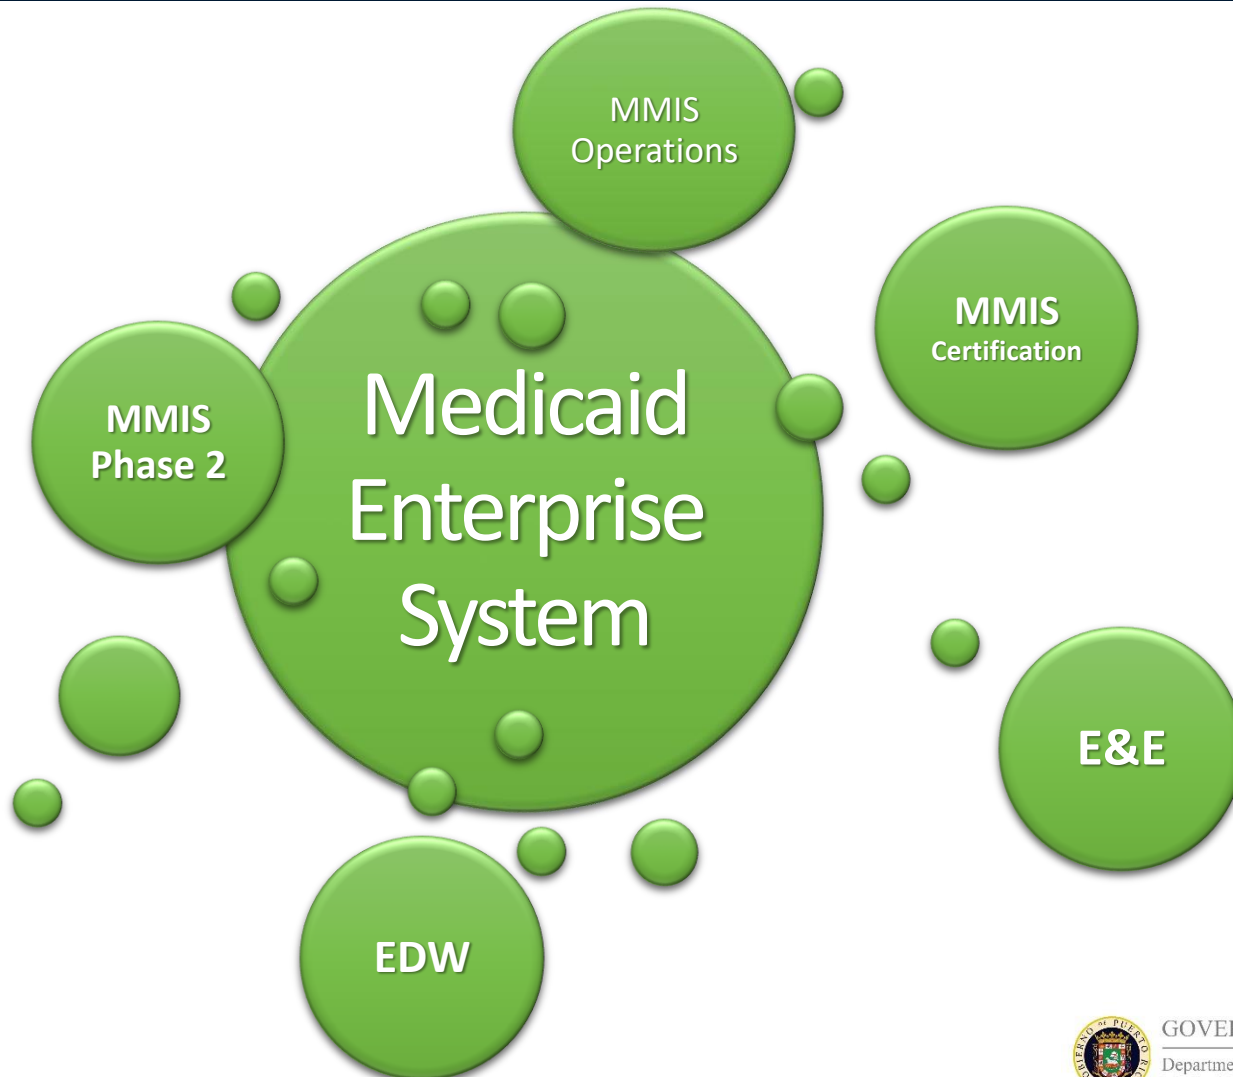 MMIS
Operations
MMIS
Certification
MMIS
Phase 2
Medicaid
Enterprise
System
E&E
EDW